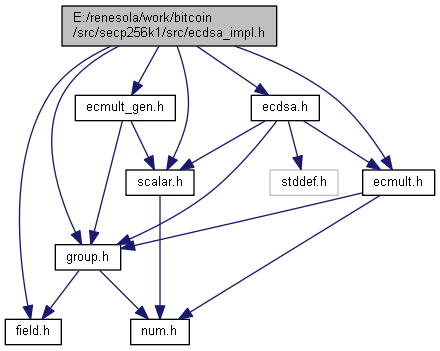 E:/renesola/work/bitcoin
/src/secp256k1/src/ecdsa_impl.h
ecmult_gen.h
ecdsa.h
scalar.h
stddef.h
ecmult.h
group.h
field.h
num.h